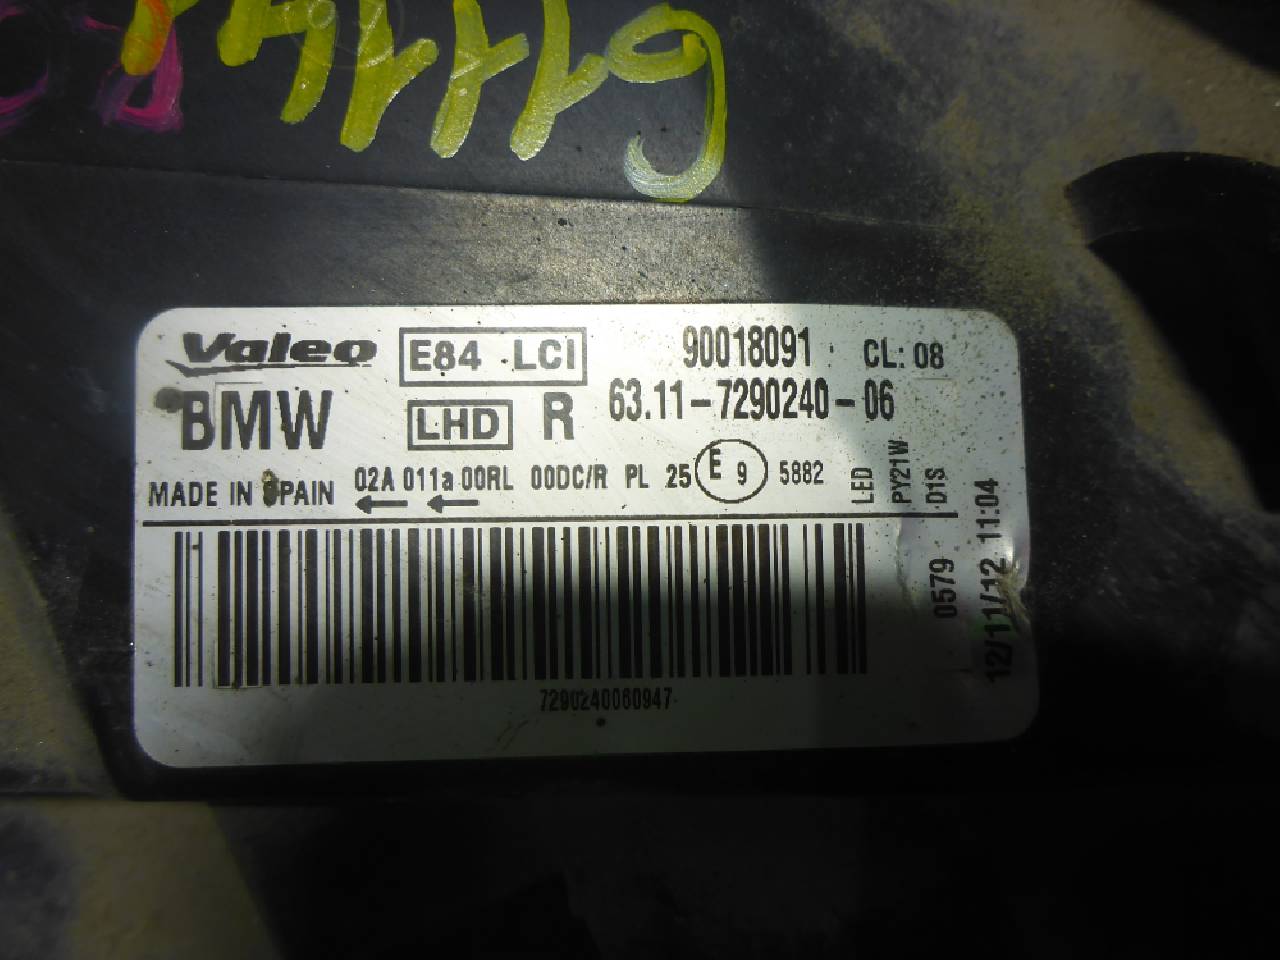 Valeo E84 LCI 90018091 CL: 08
BMW LHD R 63.11-7290240-06
MADE IN SPAIN 02A 011a 00RL 00DC/R PL 25 E 9 5882
LED
PY21W
D1S
0579
12/11/12 11:04
7290240060947